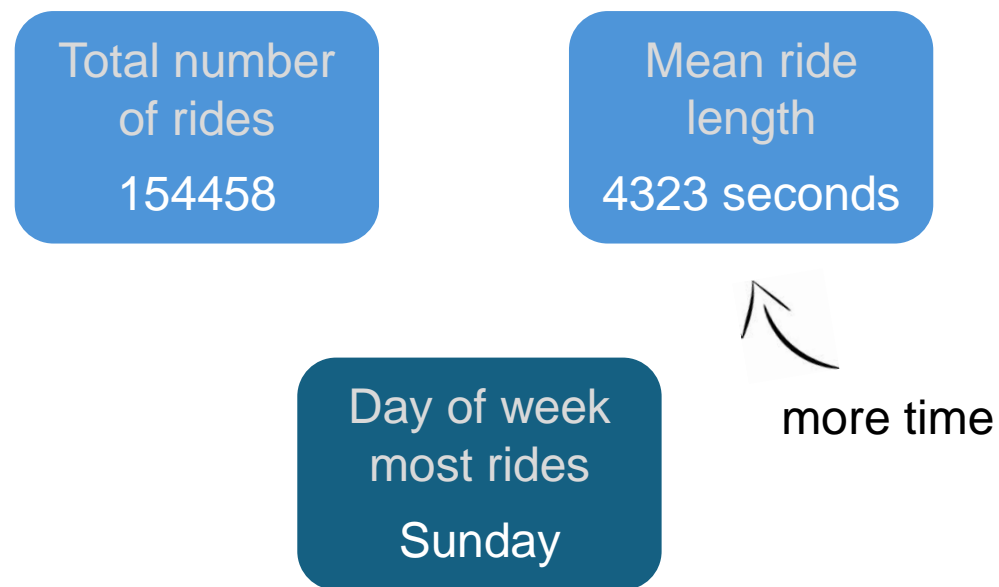 Total number
of rides
154458
Mean ride
length
4323 seconds
more time
Day of week
most rides
Sunday